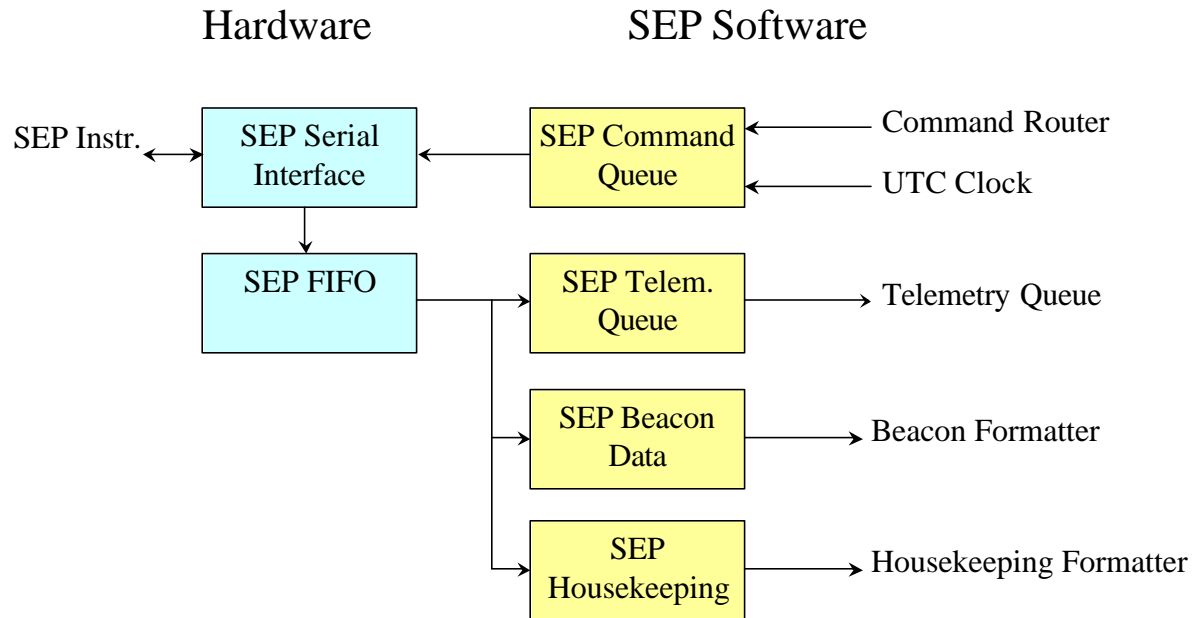 Hardware
SEP Software
SEP Instr.
SEP Serial
Interface
SEP Command
Queue
Command Router
UTC Clock
SEP FIFO
SEP Telem.
Queue
Telemetry Queue
SEP Beacon
Data
Beacon Formatter
SEP
Housekeeping
Housekeeping Formatter